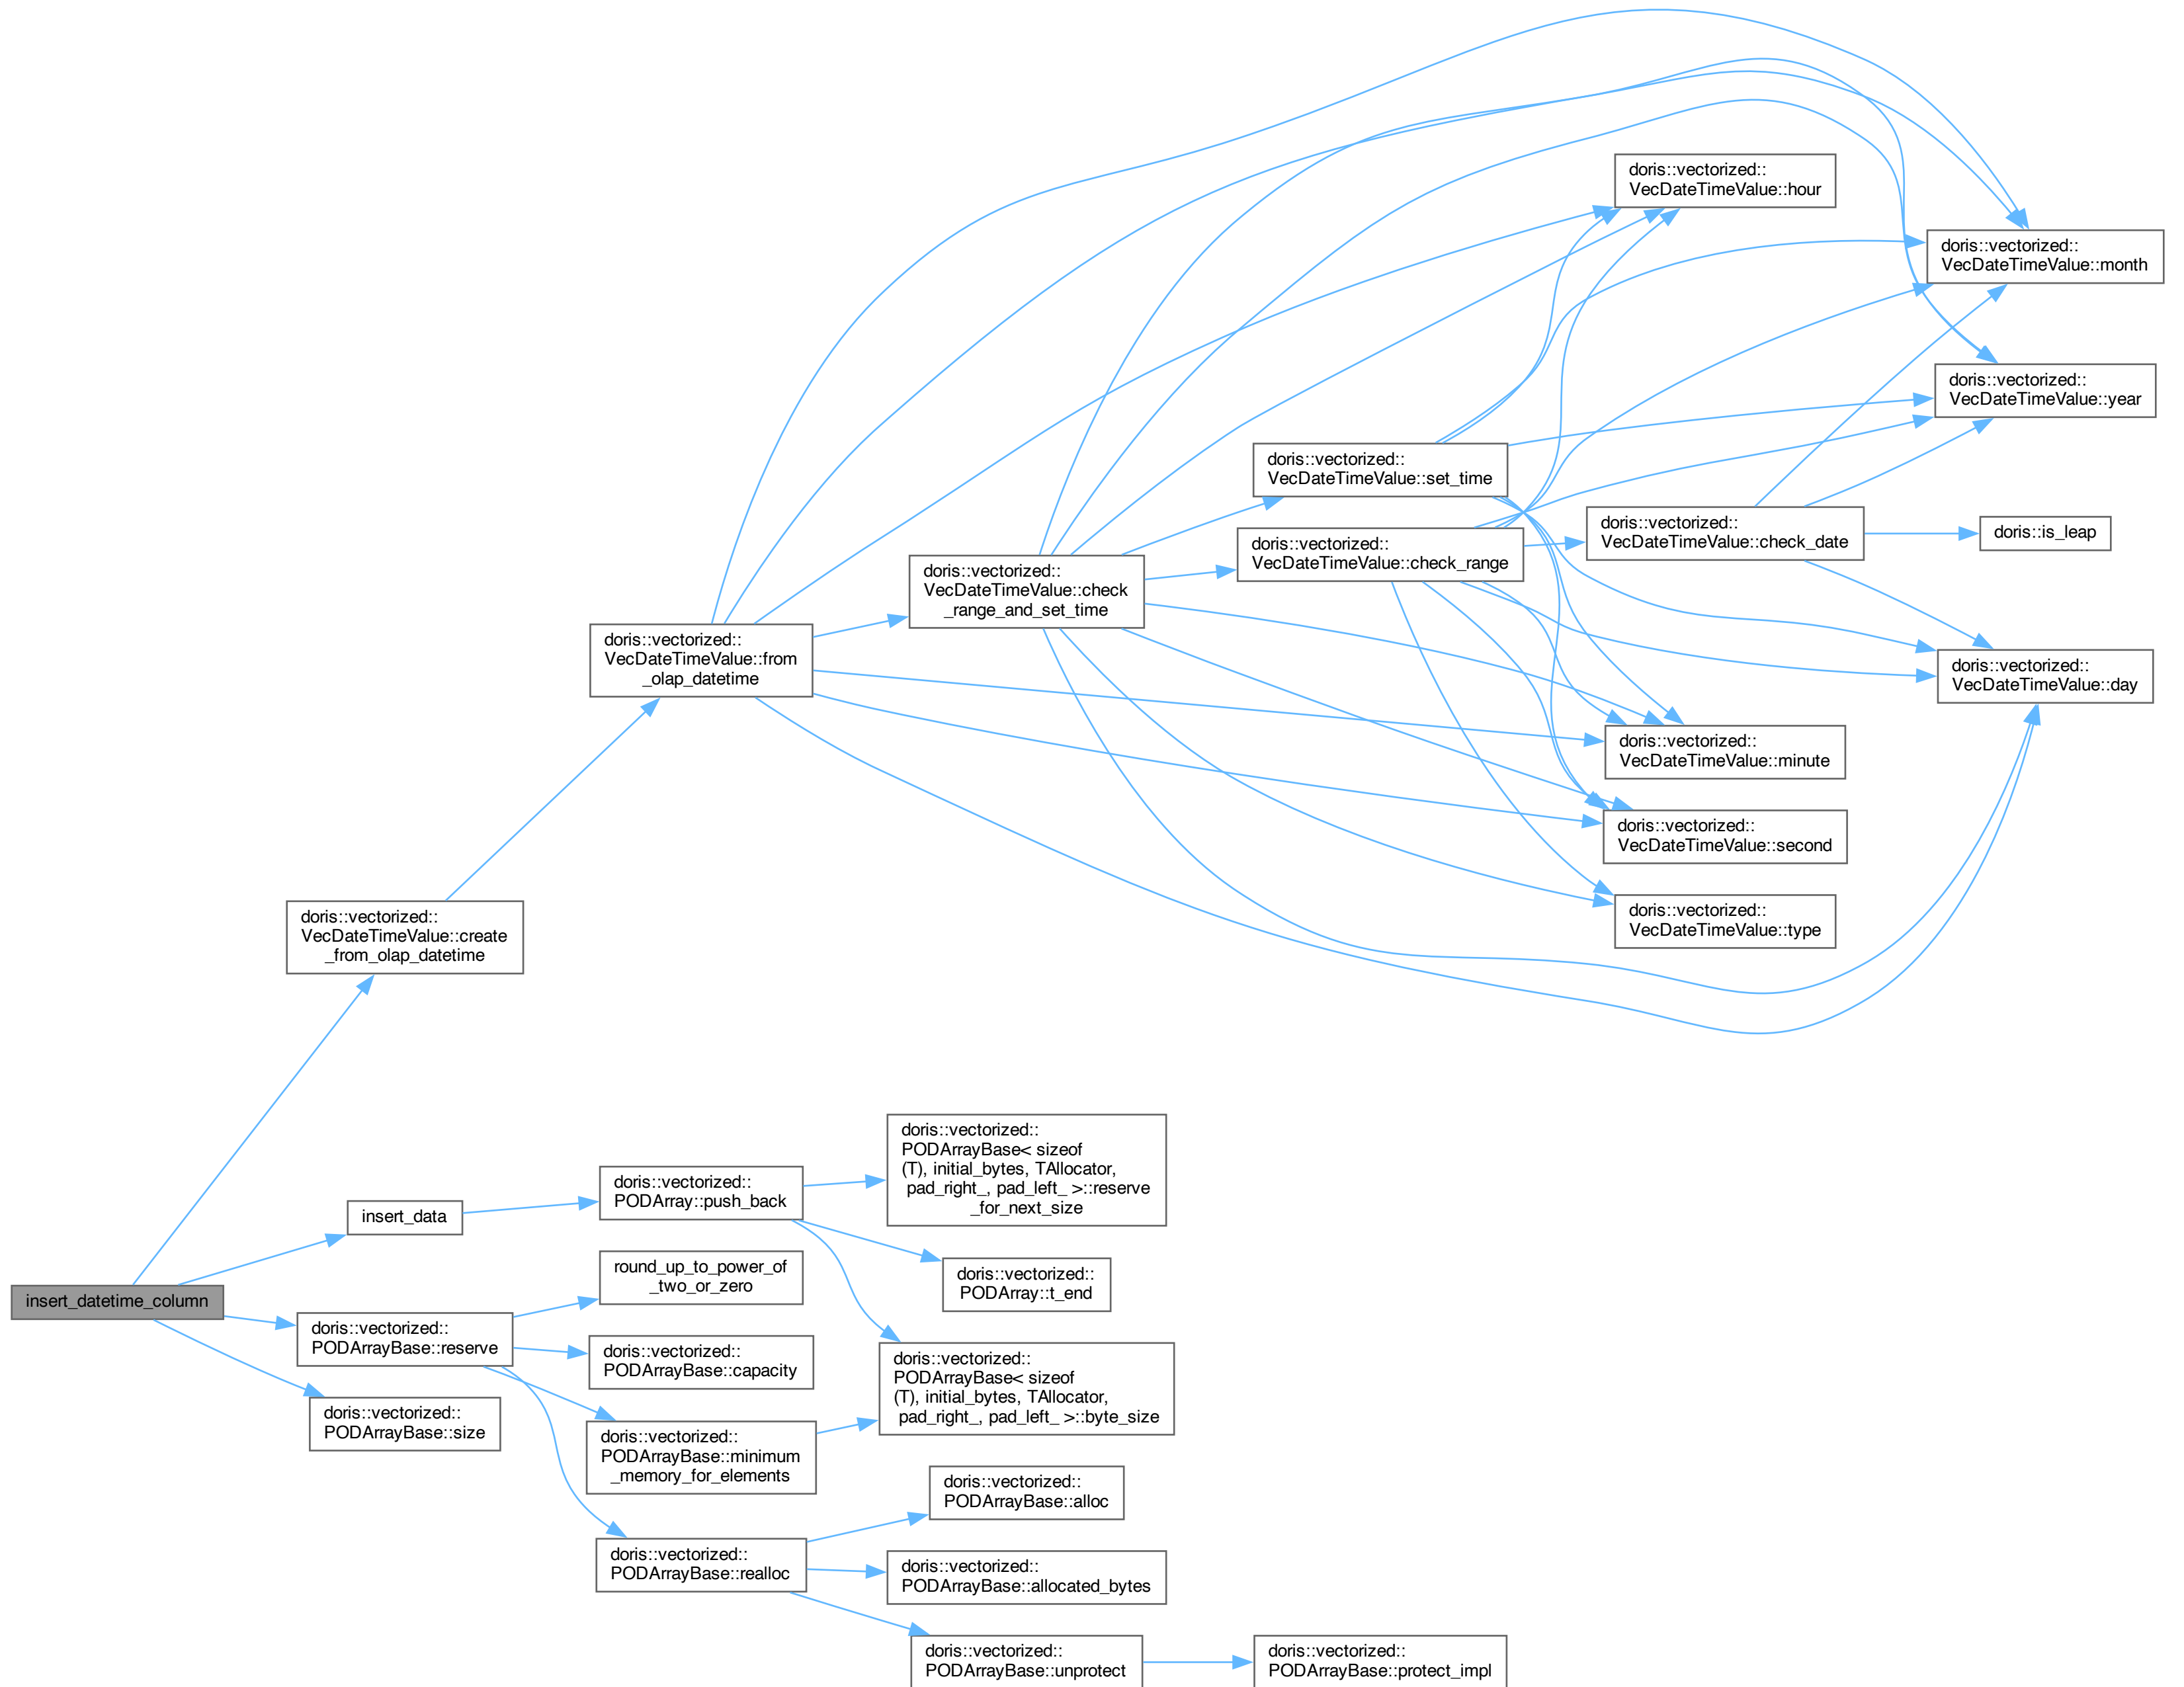 insert_datetime_column
doris::vectorized::
VecDateTimeValue::create
_from_olap_datetime
doris::vectorized::
VecDateTimeValue::from
_olap_datetime
doris::vectorized::
VecDateTimeValue::check
_range_and_set_time
doris::vectorized::
VecDateTimeValue::set_time
doris::vectorized::
VecDateTimeValue::check_range
doris::vectorized::
VecDateTimeValue::check_date
doris::vectorized::
VecDateTimeValue::hour
doris::vectorized::
VecDateTimeValue::month
doris::vectorized::
VecDateTimeValue::year
doris::is_leap
doris::vectorized::
VecDateTimeValue::day
doris::vectorized::
VecDateTimeValue::minute
doris::vectorized::
VecDateTimeValue::second
doris::vectorized::
VecDateTimeValue::type
insert_data
doris::vectorized::
PODArray::push_back
doris::vectorized::
PODArrayBase< sizeof
(T), initial_bytes, TAllocator,
pad_right_, pad_left_ >::reserve
_for_next_size
doris::vectorized::
PODArray::t_end
doris::vectorized::
PODArrayBase< sizeof
(T), initial_bytes, TAllocator,
pad_right_, pad_left_ >::byte_size
doris::vectorized::
PODArrayBase::reserve
round_up_to_power_of
_two_or_zero
doris::vectorized::
PODArrayBase::capacity
doris::vectorized::
PODArrayBase::minimum
_memory_for_elements
doris::vectorized::
PODArrayBase::realloc
doris::vectorized::
PODArrayBase::alloc
doris::vectorized::
PODArrayBase::allocated_bytes
doris::vectorized::
PODArrayBase::unprotect
doris::vectorized::
PODArrayBase::protect_impl
doris::vectorized::
PODArrayBase::size